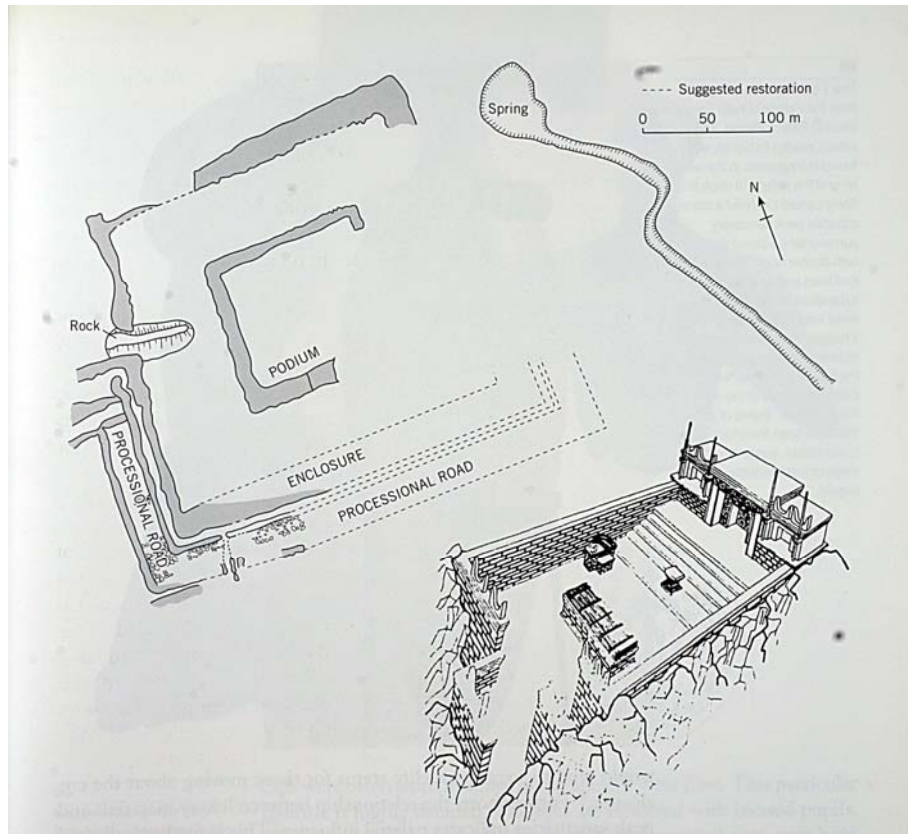 Spring
Suggested restoration
0 50 100 m
N
Rock
PODIUM
ENCLOSURE
PROCESSIONAL ROAD
PROCESSIONAL ROAD